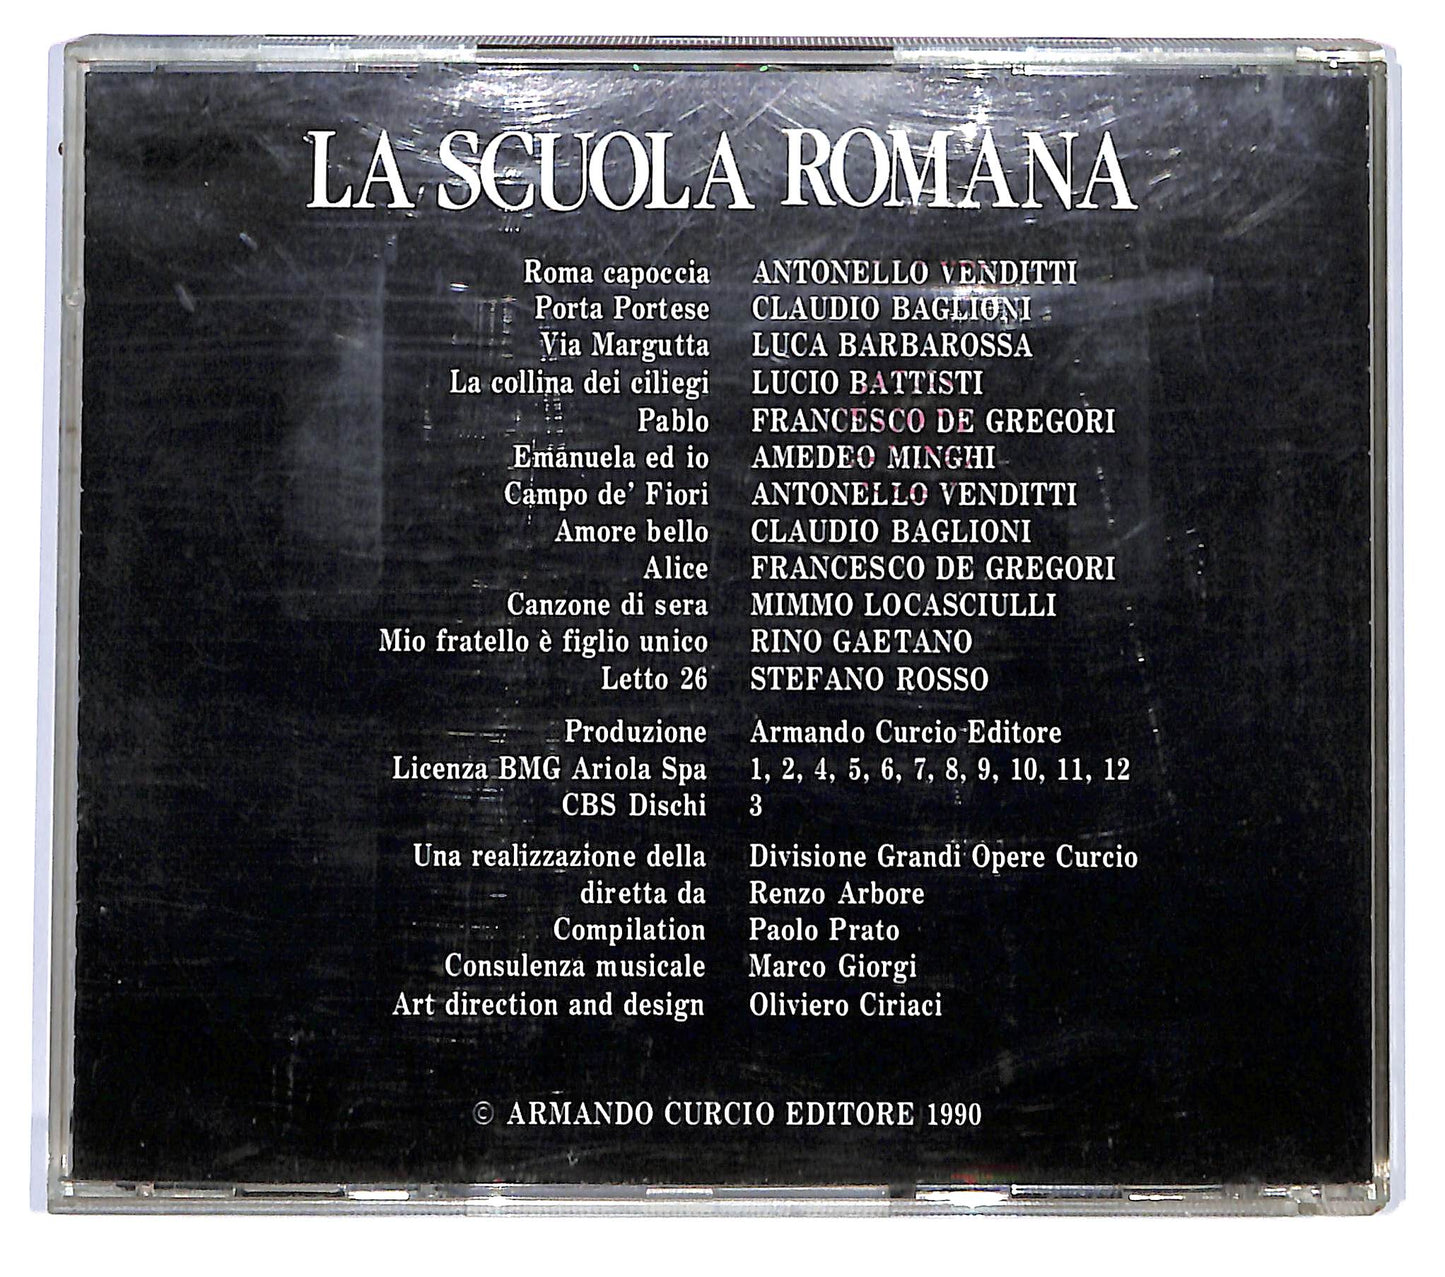 LA SCUOLA ROMANA
Roma capoccia ANTONELLO VENDITTI
Porta Portese CLAUDIO BAGLIONI
Via Margutta LUCA BARBAROSSA
La collina dei ciliegi LUCIO BATTISTI
Pablo FRANCESCO DE GREGORI
Emanuela ed io AMEDEO MINGHI
Campo de' Fiori ANTONELLO VENDITTI
Amore bello CLAUDIO BAGLIONI
Alice FRANCESCO DE GREGORI
Canzone di sera MIMMO LOCASCIULLI
Mio fratello è figlio unico RINO GAETANO
Letto 26 STEFANO ROSSO
Produzione Armando Curcio Editore
Licenza BMG Ariola Spa 1, 2, 4, 5, 6, 7, 8, 9, 10, 11, 12
CBS Dischi 3
Una realizzazione della Divisione Grandi Opere Curcio
diretta da Renzo Arbore
Compilation Paolo Prato
Consulenza musicale Marco Giorgi
Art direction and design Oliviero Ciriaci
© ARMANDO CURCIO EDITORE 1990